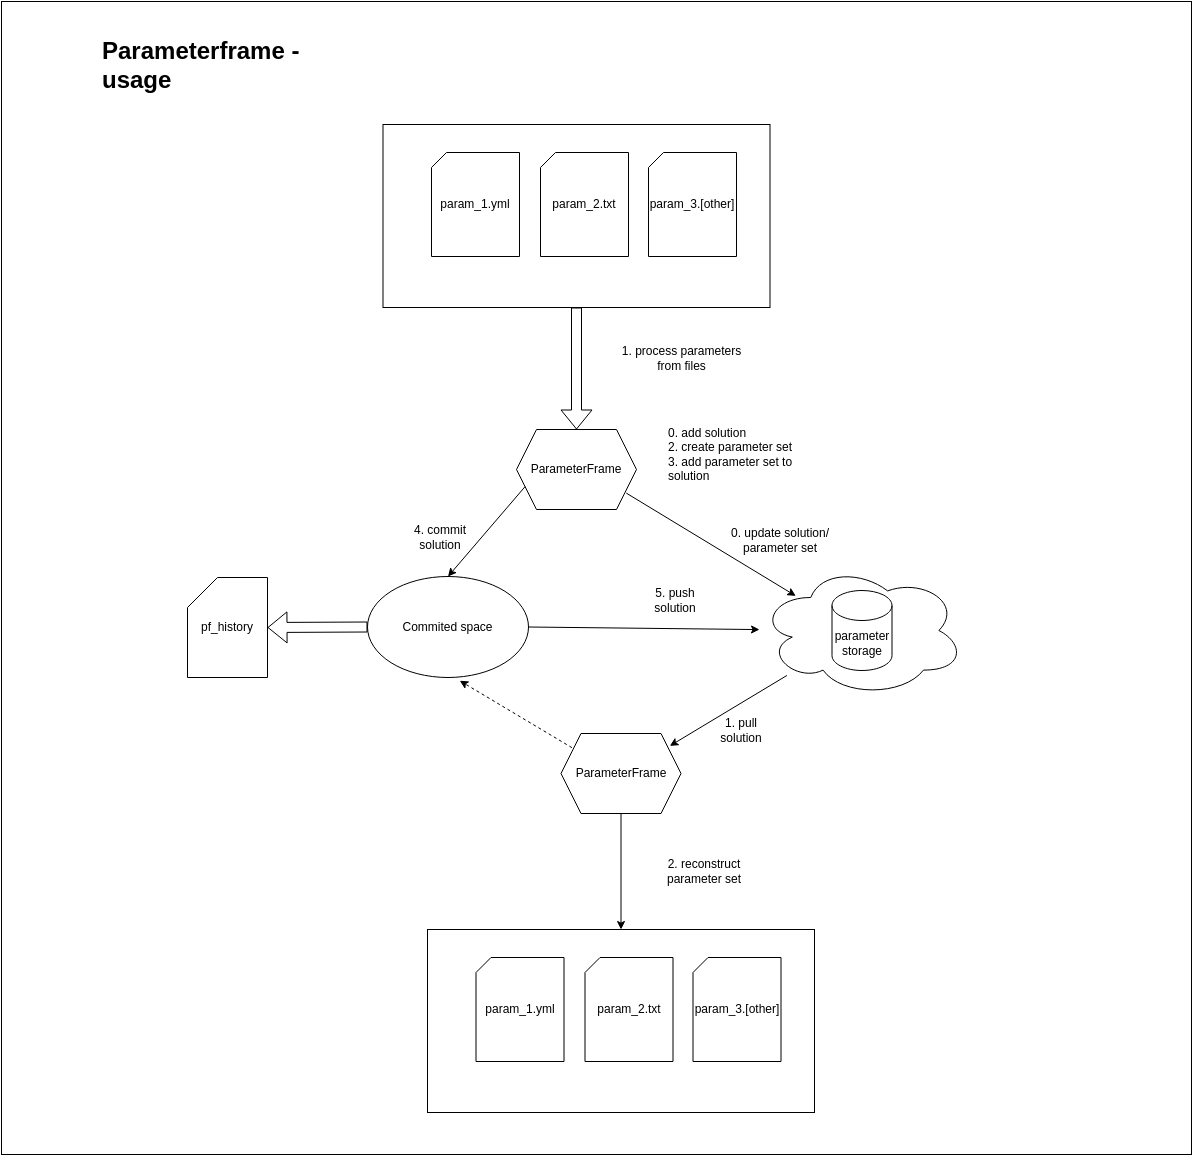 Parameterframe -
usage
param_1.yml
param_2.txt
param_3.[other]
1. process parameters
from files
0. add solution
2. create parameter set
3. add parameter set to
solution
ParameterFrame
4. commit
solution
0. update solution/
parameter set
5. push
solution
pf_history
Commited space
parameter
storage
1. pull
solution
ParameterFrame
2. reconstruct
parameter set
param_1.yml
param_2.txt
param_3.[other]